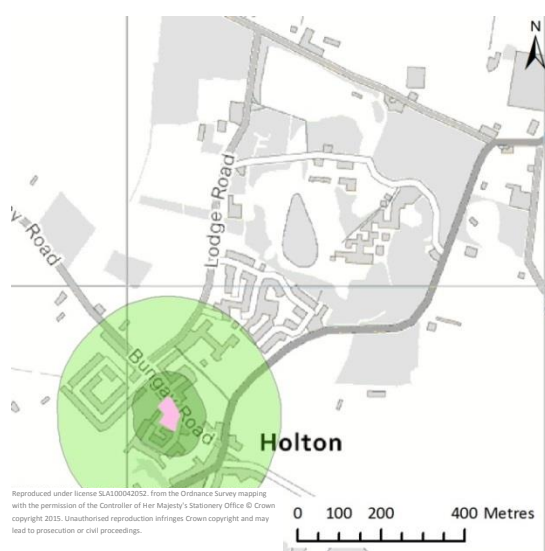 N
Lodge Road
y Road
Bungay Road
Holton
Reproduced under license SLA100042052. from the Ordnance Survey mapping
with the permission of the Controller of Her Majesty's Stationery Office © Crown
copyright 2015. Unauthorised reproduction infringes Crown copyright and may
lead to prosecution or civil proceedings.
0 100 200 400 Metres